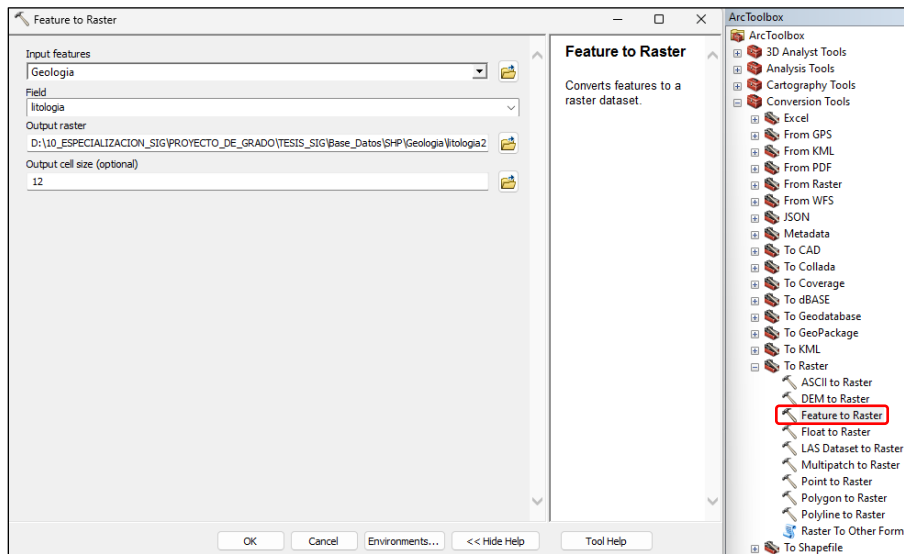 Feature to Raster
Input features
Geologia
Field
litologia
Output raster
D:\10_ESPECIALIZACION_SIG\PROYECTO_DE_GRADO\TESIS_SIG\Base_Datos\SHP\Geologia\litologia2
Output cell size (optional)
12
OK
Cancel
Environments...
<< Hide Help
Tool Help
Feature to Raster
Converts features to a
raster dataset.
ArcToolbox
ArcToolbox
3D Analyst Tools
Analysis Tools
Cartography Tools
Conversion Tools
Excel
From GPS
From KML
From PDF
From Raster
From WFS
JSON
Metadata
To CAD
To Collada
To Coverage
To dBASE
To Geodatabase
To GeoPackage
To KML
To Raster
ASCII to Raster
DEM to Raster
Feature to Raster
Float to Raster
LAS Dataset to Raster
Multipatch to Raster
Point to Raster
Polygon to Raster
Polyline to Raster
Raster To Other Form
To Shapefile